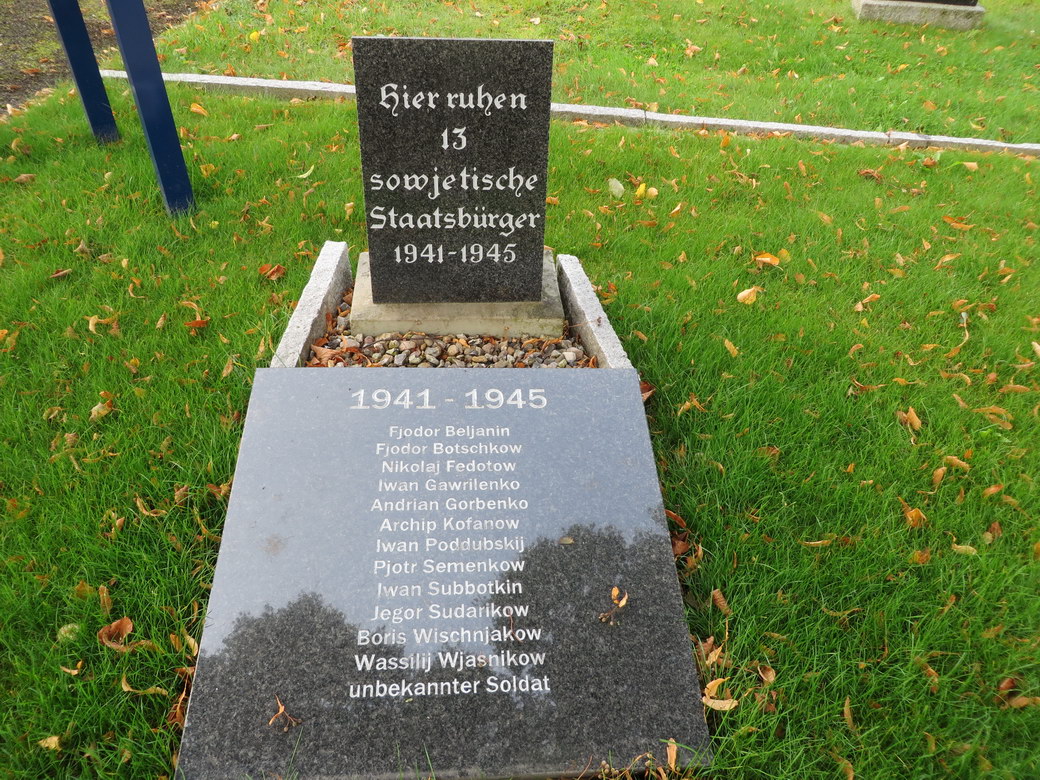 Hier ruhen
13
sowjetische
Staatsbürger
1941-1945
1941 - 1945
Fjodor Beljanin
Fjodor Botschkow
Nikolaj Fedotow
Iwan Gawrilenko
Andrian Gorbenko
Archip Kofanow
Iwan Poddubskij
Pjotr Semenkow
Iwan Subbotkin
Jegor Sudarikow
Boris Wischnjakow
Wassilij Wjasnikow
unbekannter Soldat